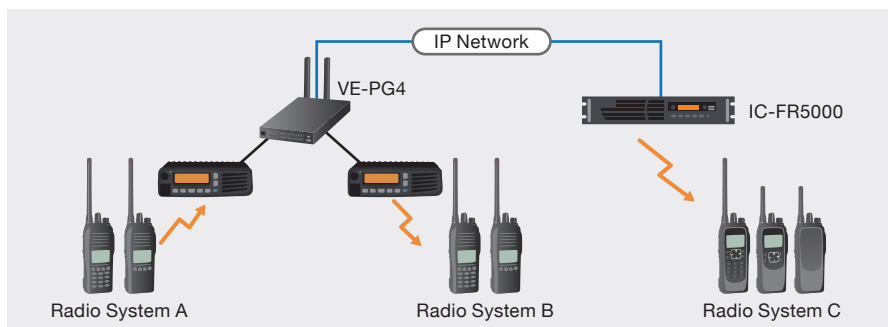 IP Network
VE-PG4
IC-FR5000
Radio System A
Radio System B
Radio System C